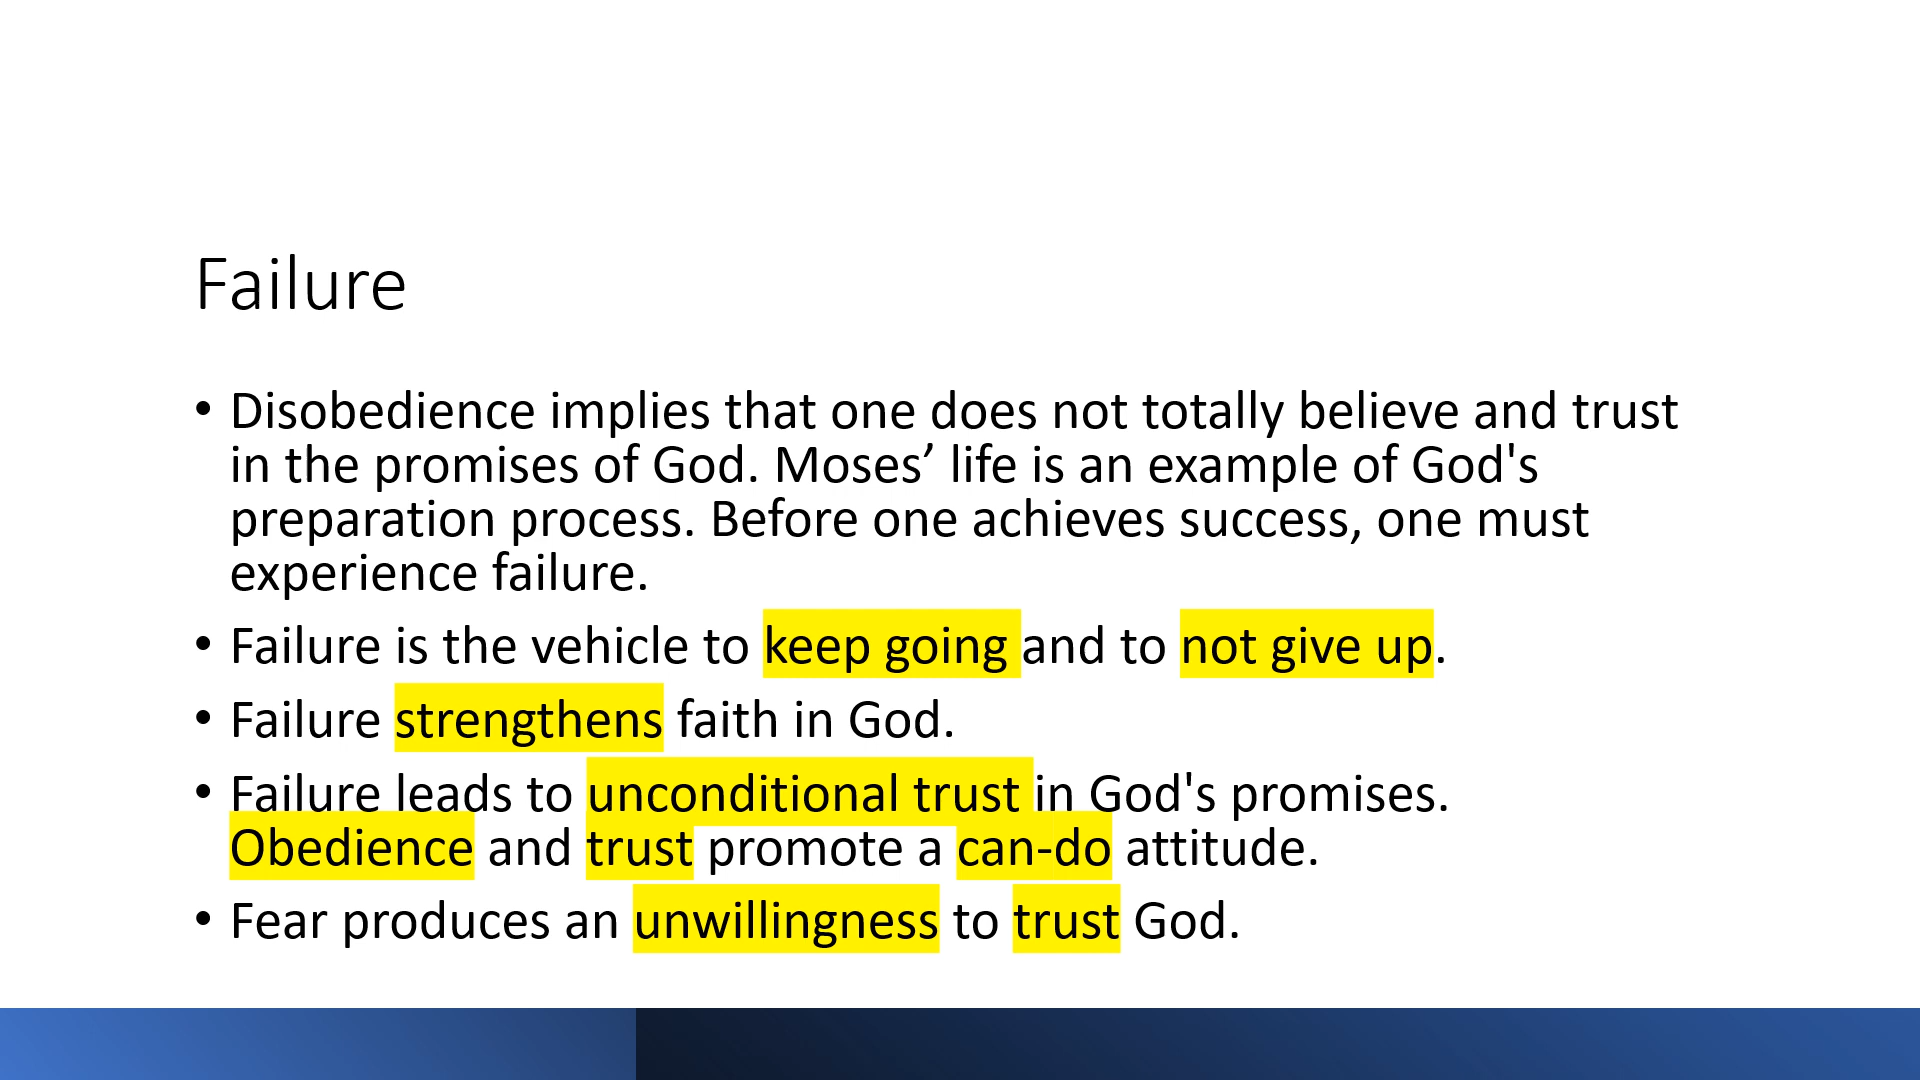 Failure
• Disobedience implies that one does not totally believe and trust
in the promises of God. Moses’ life is an example of God's
preparation process. Before one achieves success, one must
experience failure.
• Failure is the vehicle to keep going and to not give up.
• Failure strengthens faith in God.
• Failure leads to unconditional trust in God's promises.
Obedience and trust promote a can-do attitude.
• Fear produces an unwillingness to trust God.